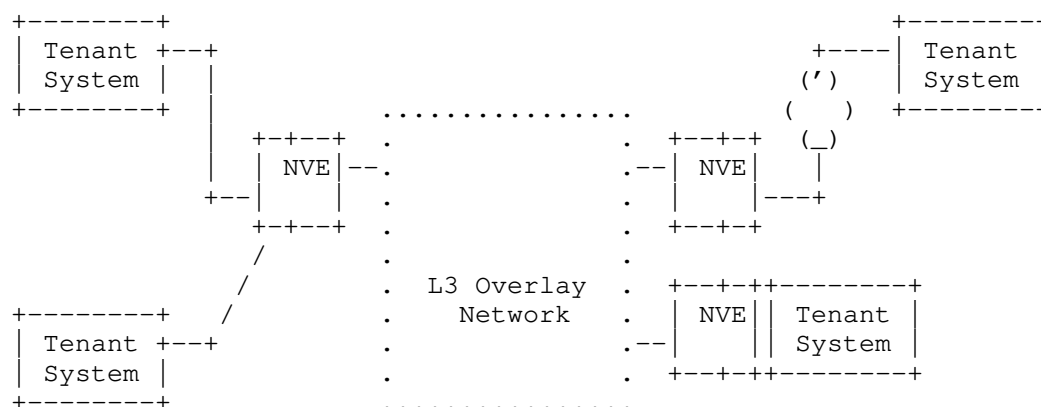 Tenant
System
Tenant
System
NVE
NVE
L3 Overlay
Network
NVE
Tenant
System
Tenant
System